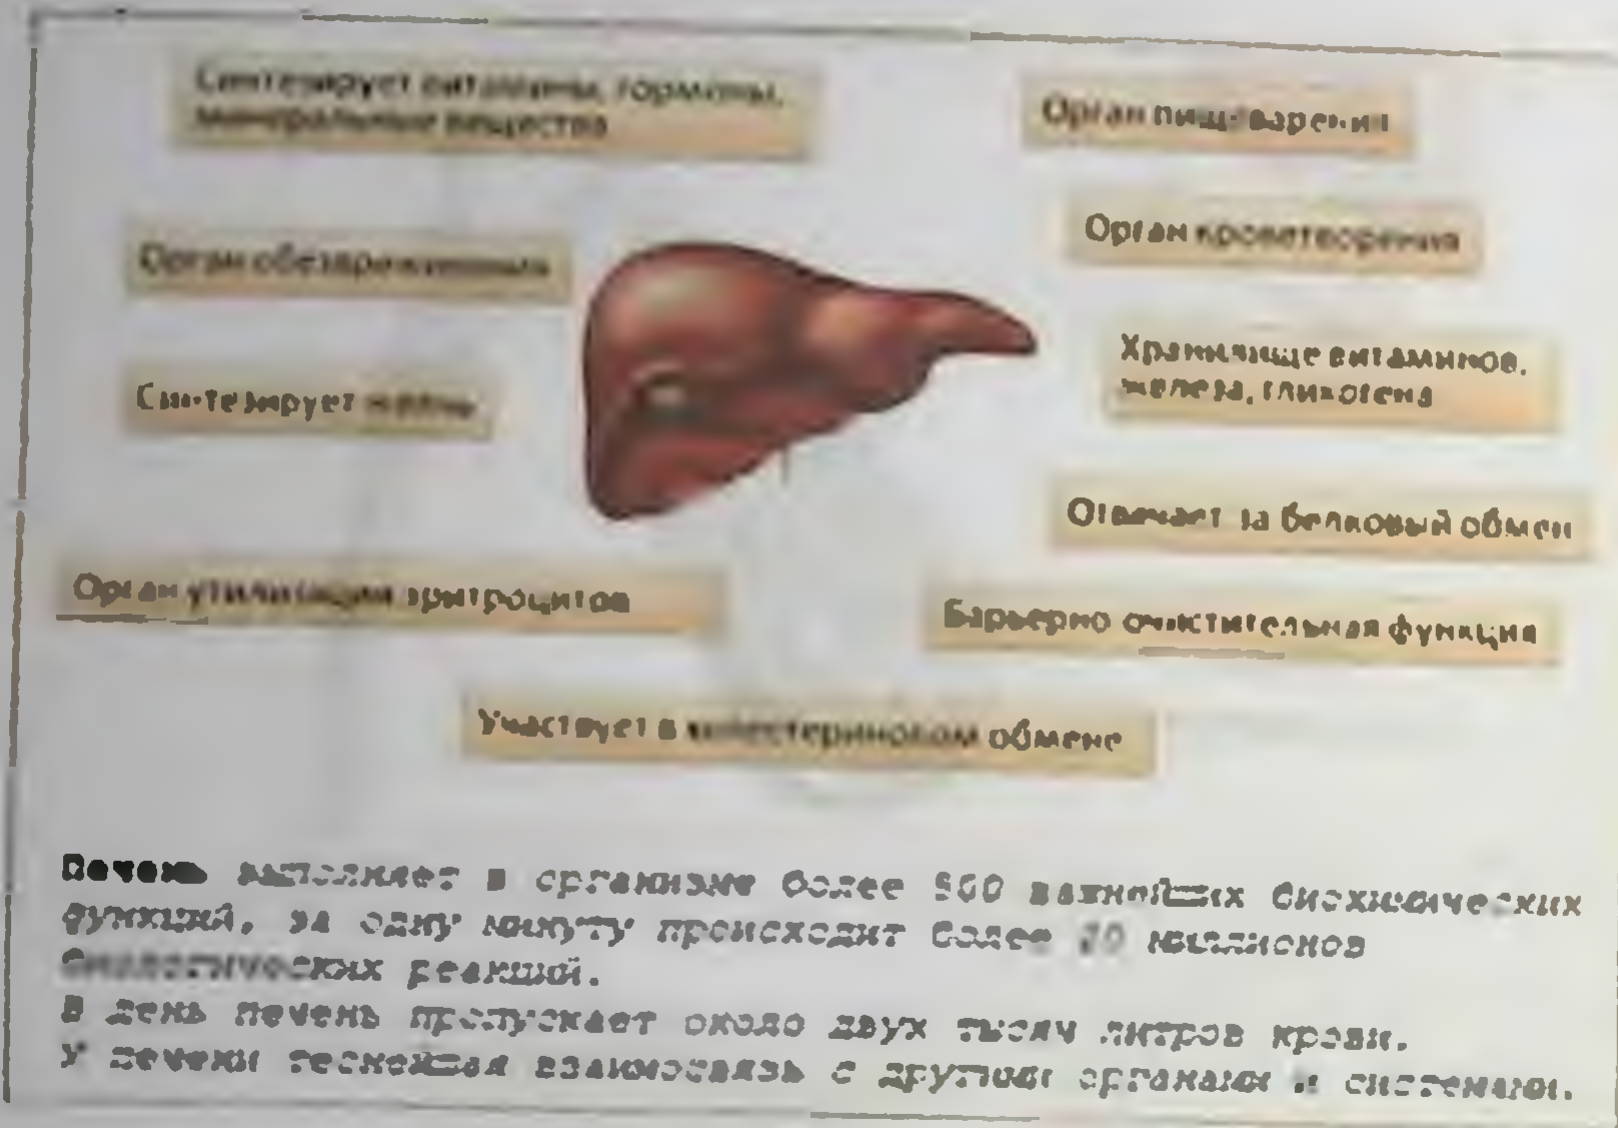 Синтезирует витамины, гормоны,
минеральные вещества
Орган пищеварения
Орган кроветворения
Орган обезвреживания
Хранилище витаминов,
железа, гликогена
Синтезирует желчь
Отвечает за белковый обмен
Орган утилизации эритроцитов
Барьерно очистительная функция
Участвует в холестериновом обмене
Печень выполняет в организме более 500 важнейших биохимических
функций, за одну минуту происходит более 20 миллионов
биологических реакций.
В день печень пропускает около двух тысяч литров крови.
У печени теснейшая взаимосвязь с другими органами и системами.